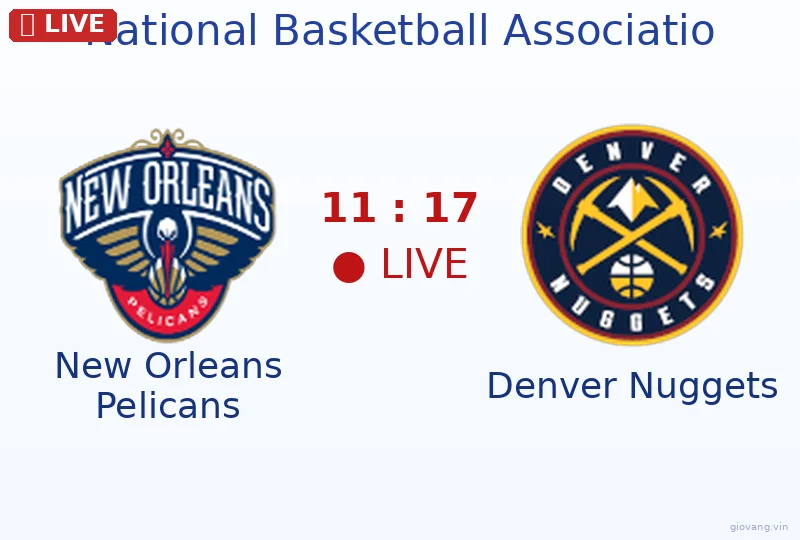 LIVE
National Basketball Associatio
NEW ORLEANS
PELICANS
DENVER
NUGGETS
11 : 17
● LIVE
New Orleans
Pelicans
Denver Nuggets
giovang.vin